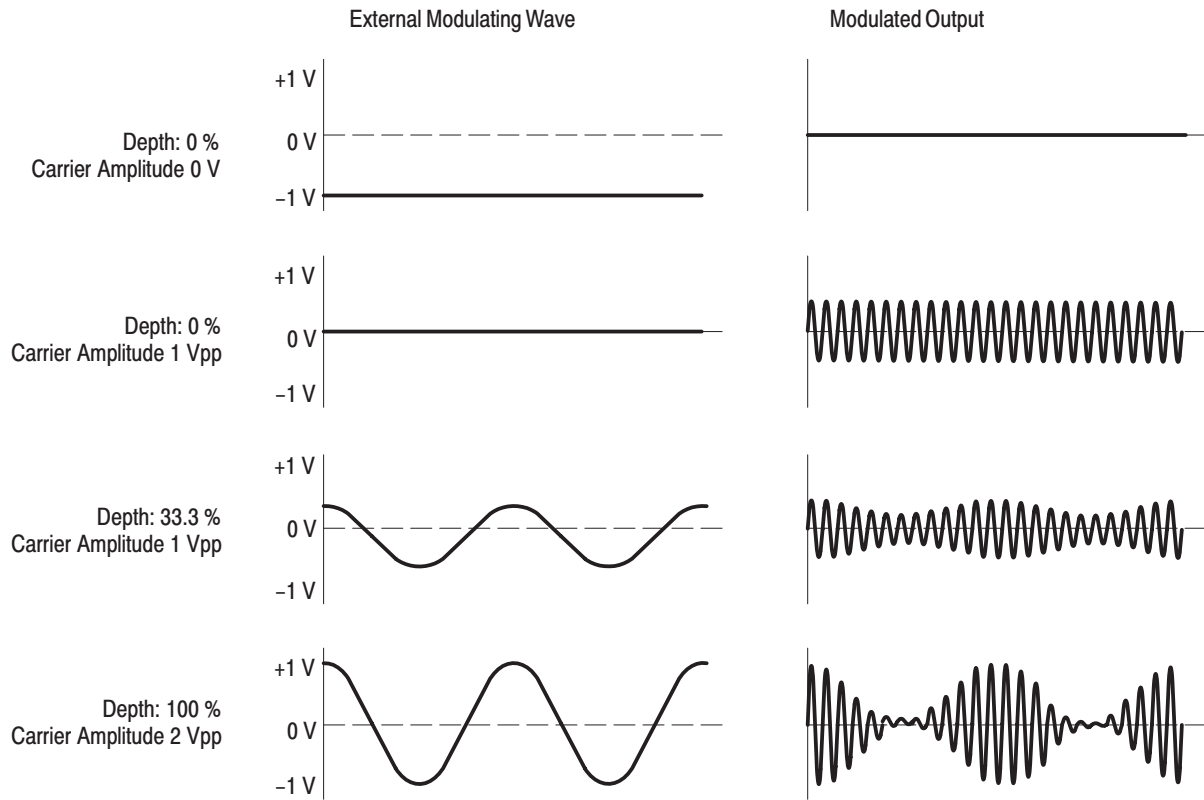 External Modulating Wave
Modulated Output
+1 V
Depth: 0 %
0 V
Carrier Amplitude 0 V
–1 V
+1 V
Depth: 0 %
0 V
Carrier Amplitude 1 Vpp
–1 V
+1 V
Depth: 33.3 %
0 V
Carrier Amplitude 1 Vpp
–1 V
+1 V
Depth: 100 %
0 V
Carrier Amplitude 2 Vpp
–1 V